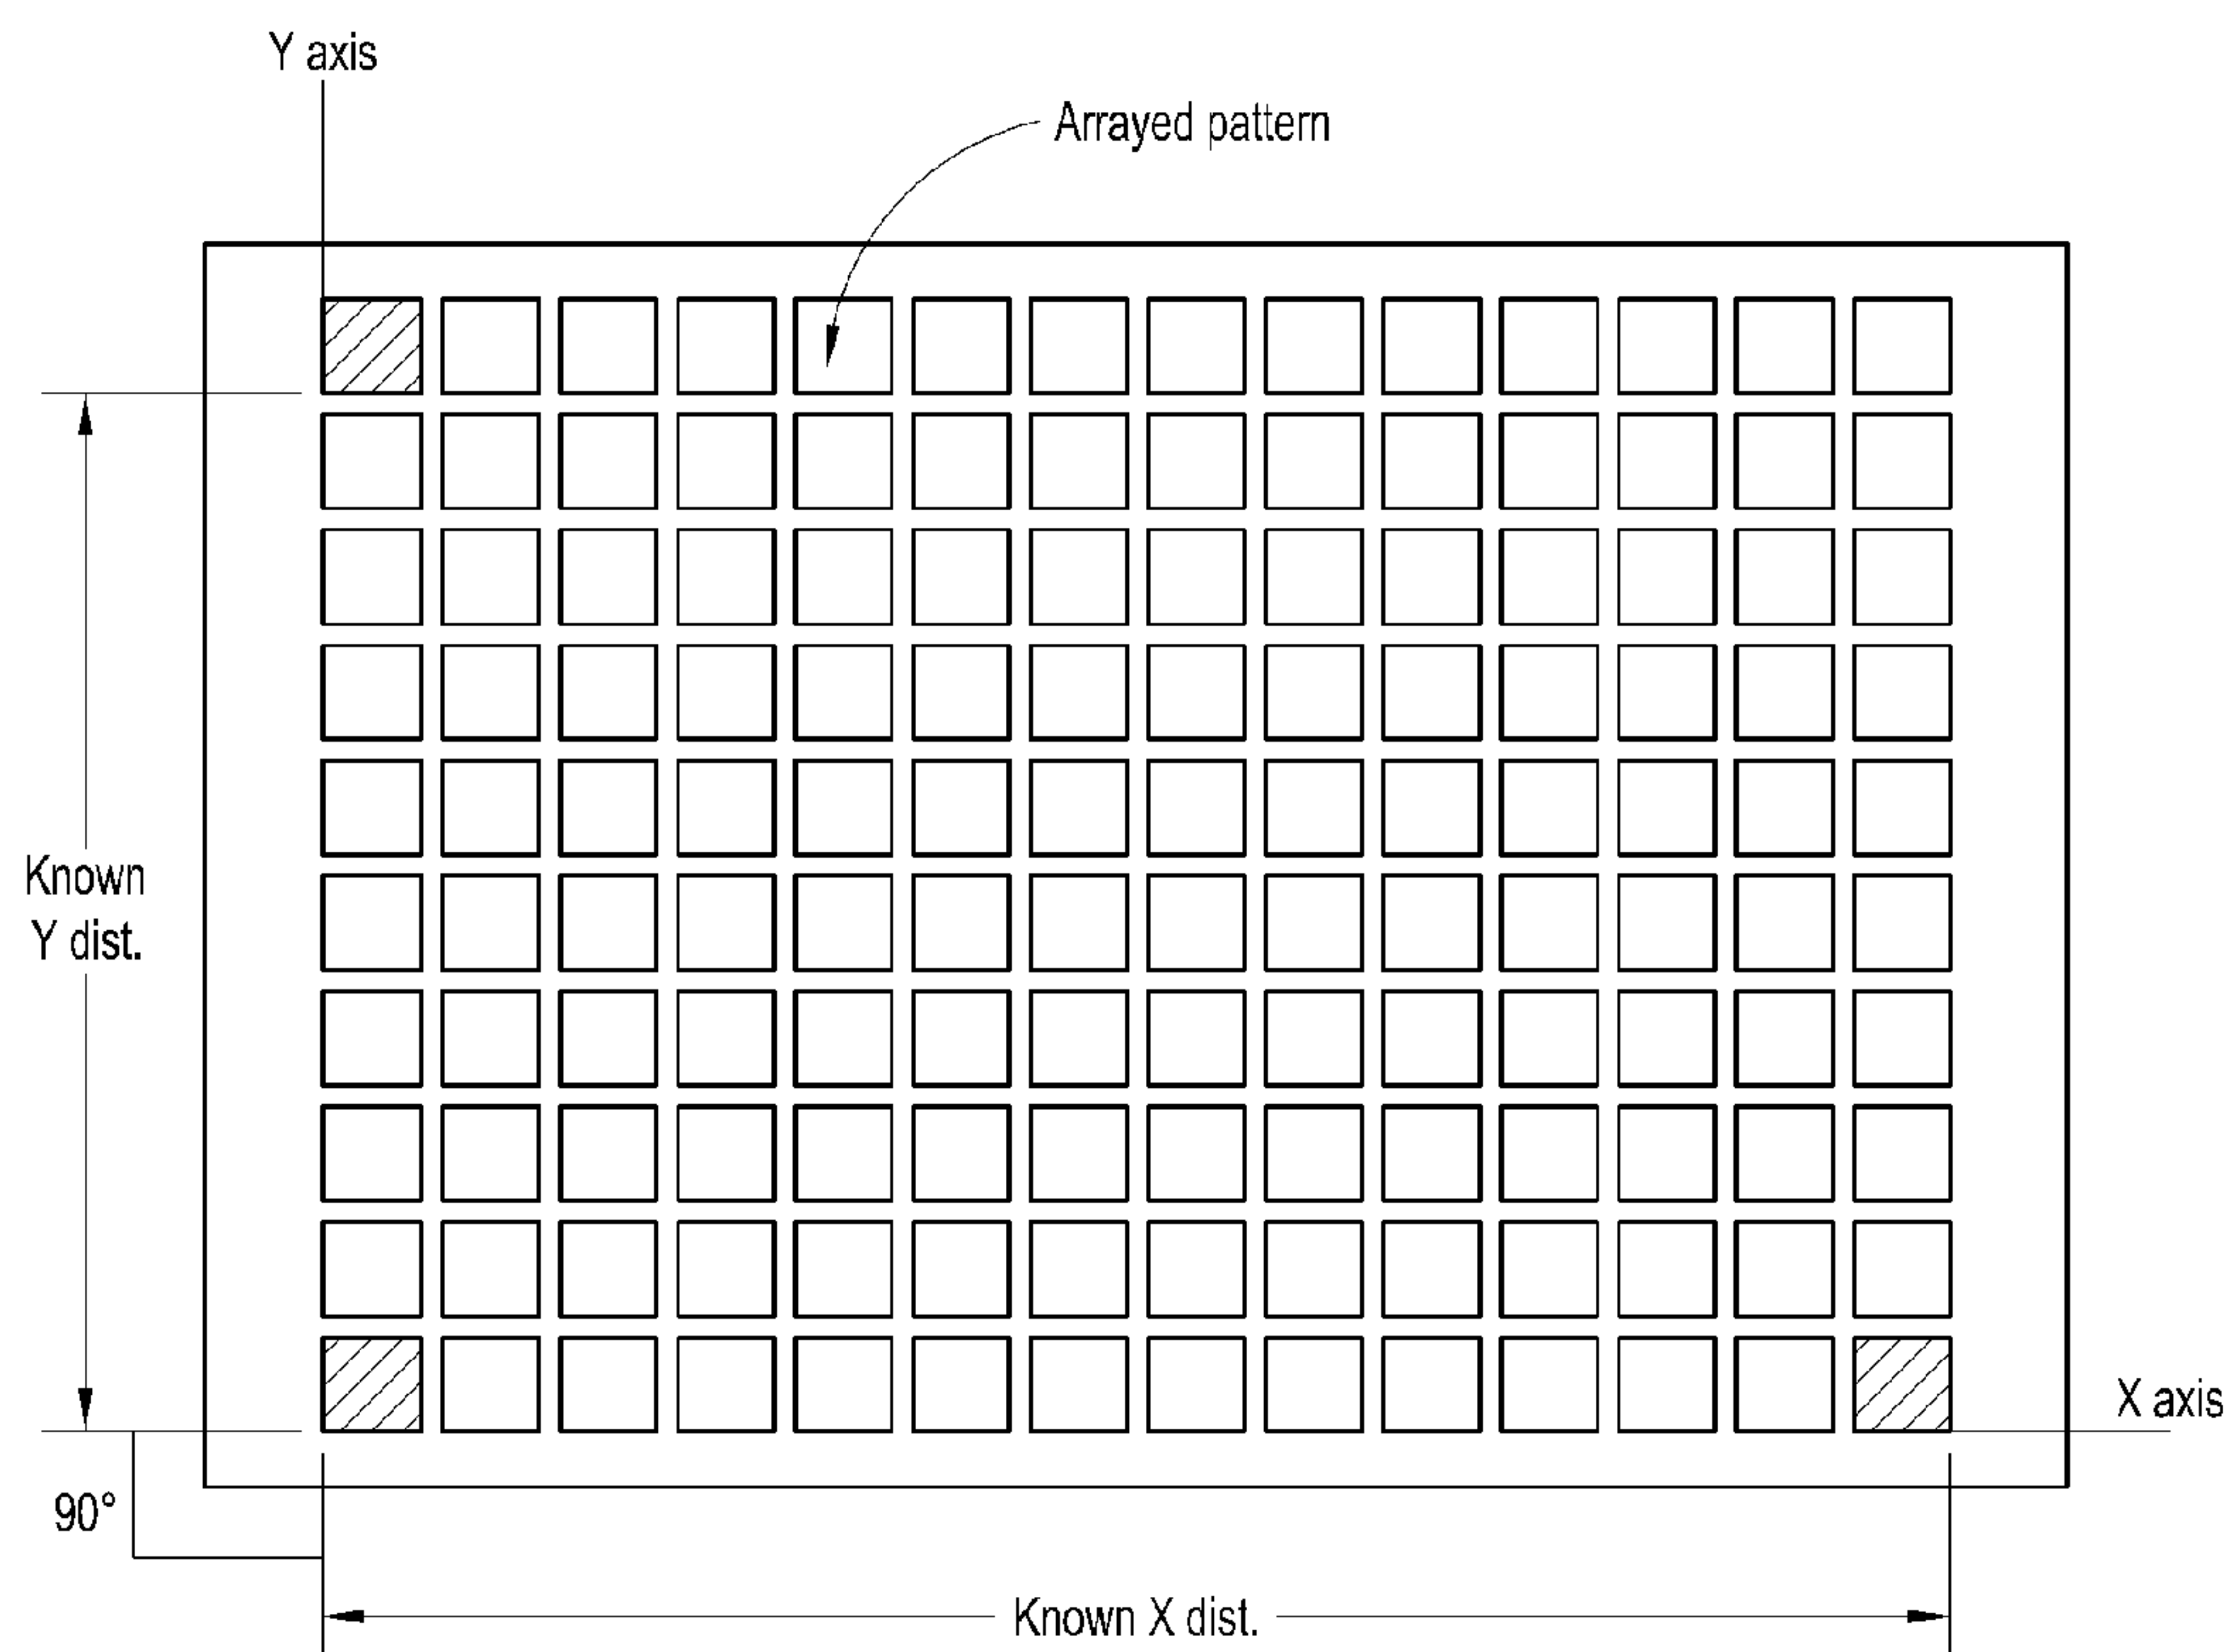 Y axis
Arrayed pattern
Known
Y dist.
X axis
90°
Known X dist.